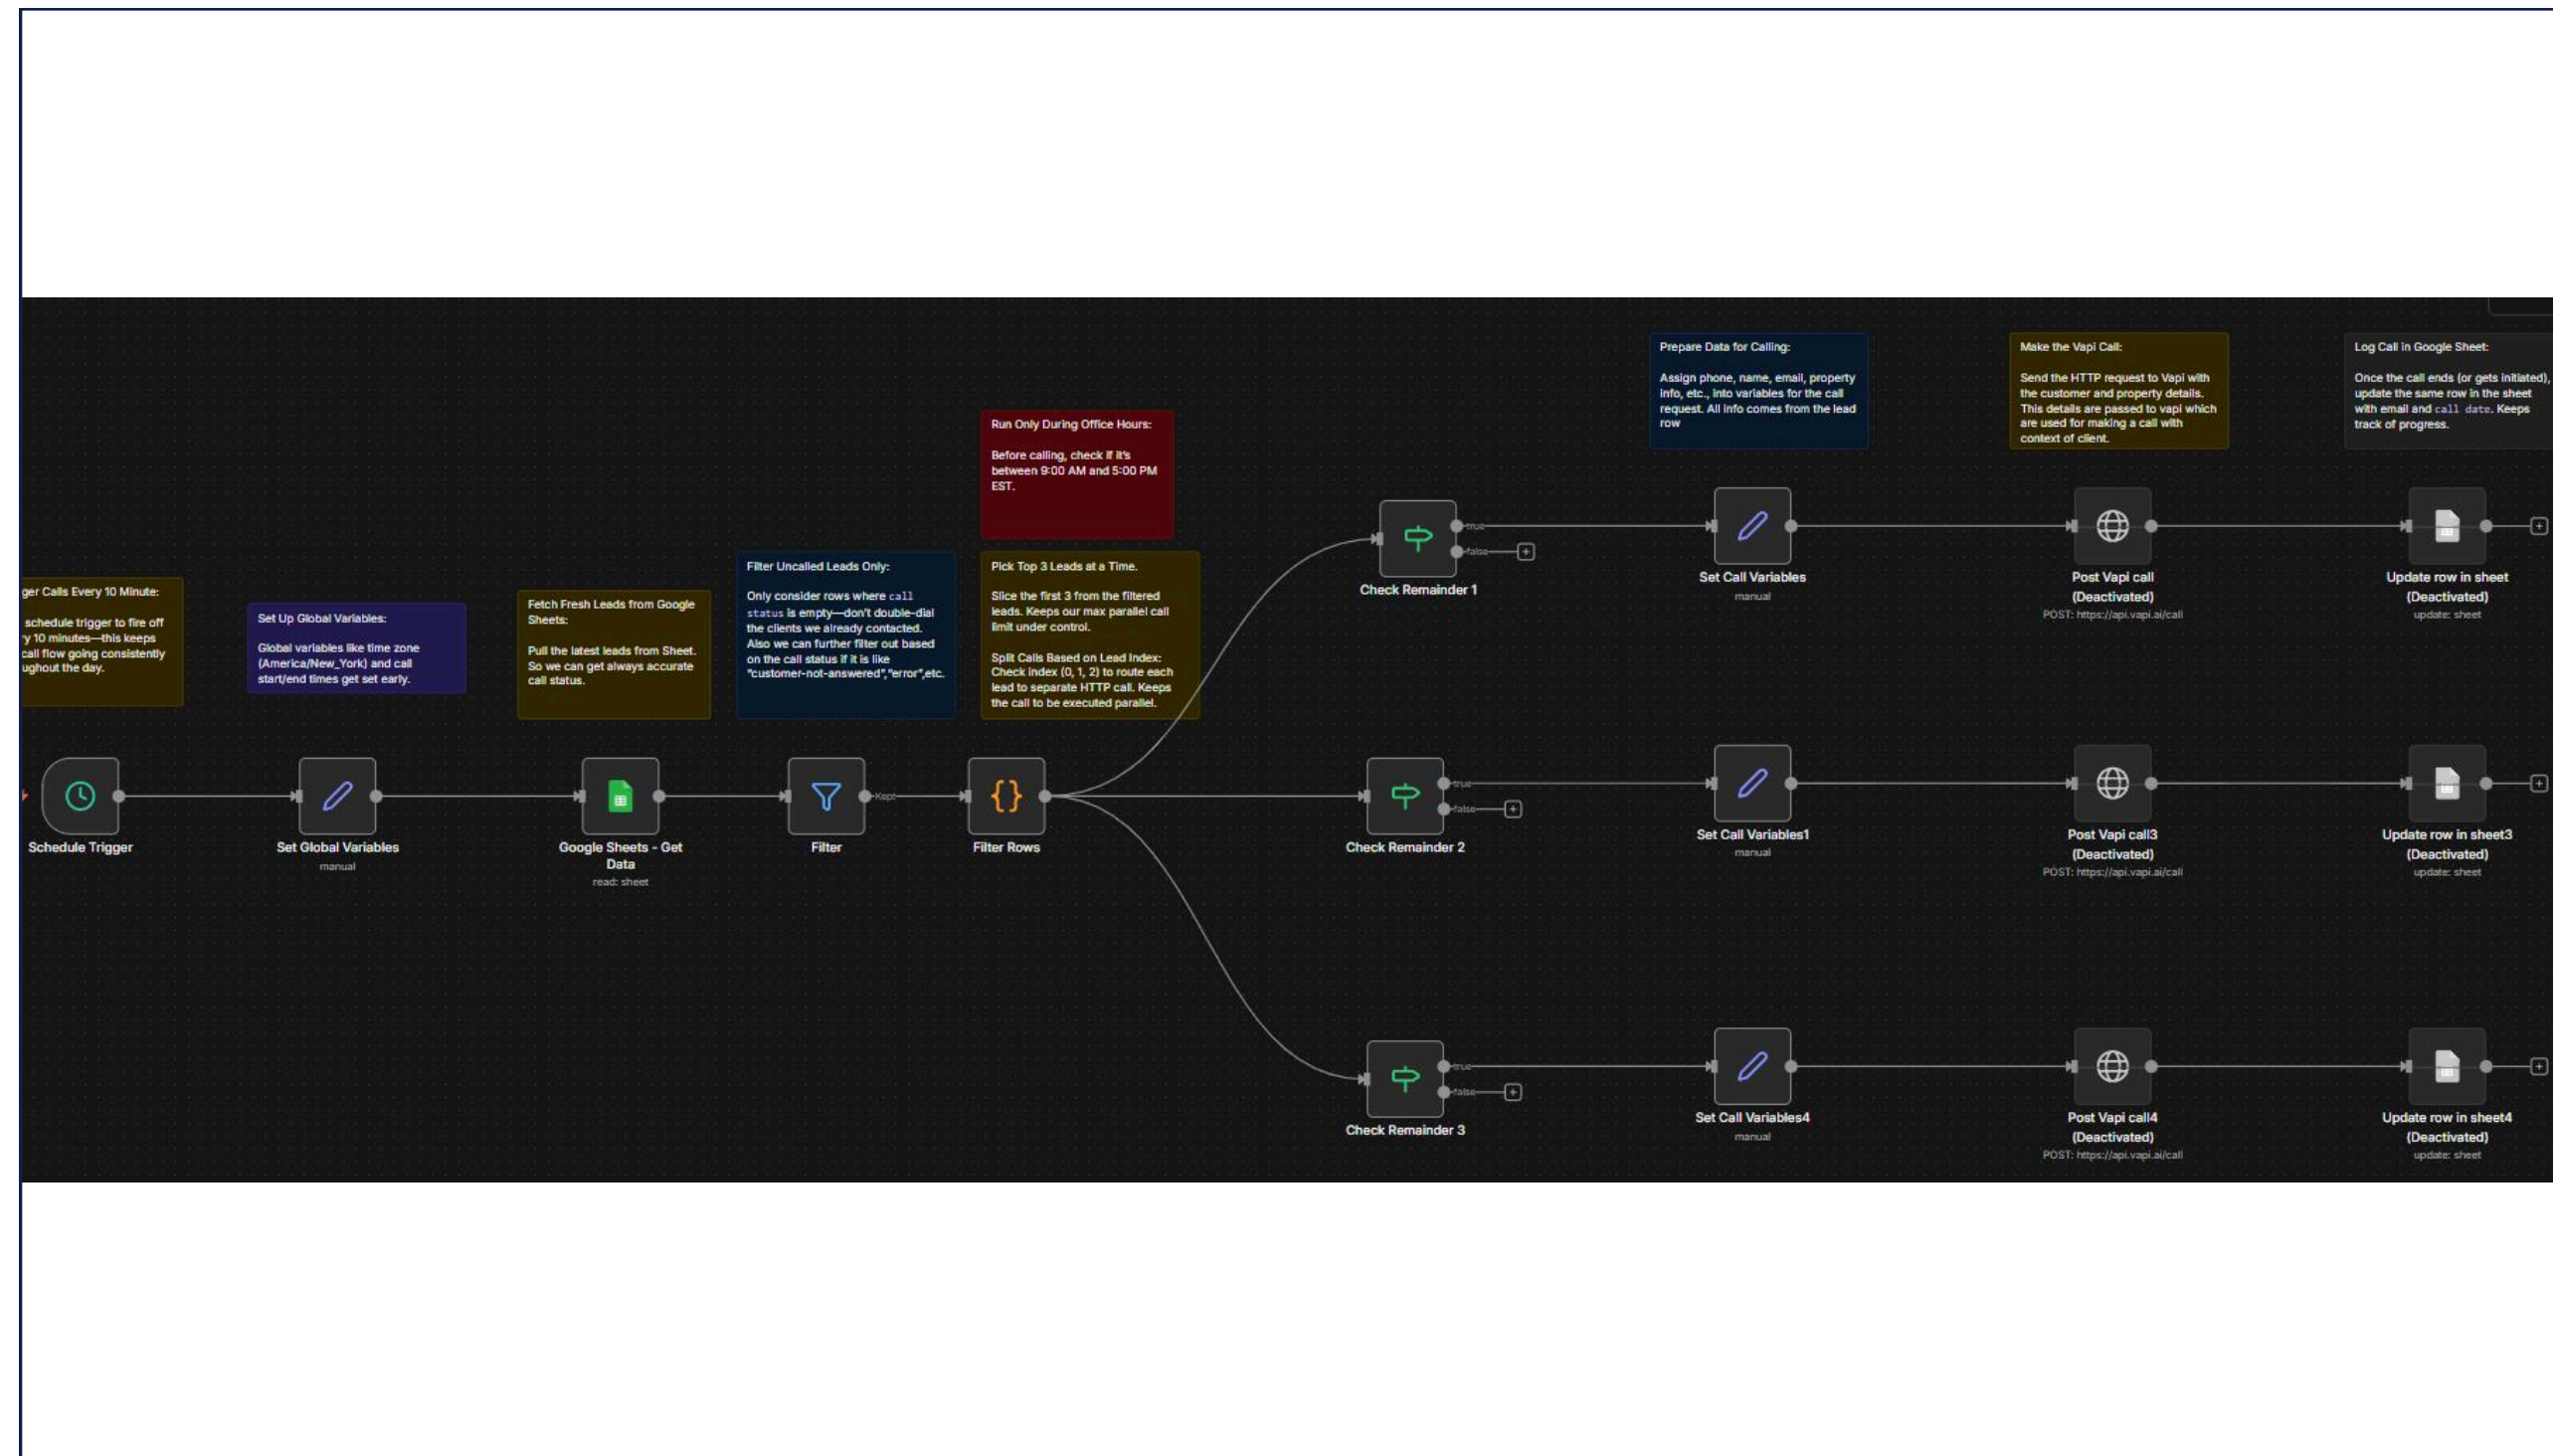 Prepare Data for Calling:
Assign phone, name, email, property
info, etc., into variables for the call
request. All info comes from the lead
row
Make the Vapi Call:
Send the HTTP request to Vapi with
the customer and property details.
This details are passed to vapi which
are used for making a call with
context of client.
Log Call in Google Sheet:
Once the call ends (or gets initiated),
update the same row in the sheet
with email and call date. Keeps
track of progress.
Run Only During Office Hours:
Before calling, check if it's
between 9:00 AM and 5:00 PM
EST.
ger Calls Every 10 Minute:
schedule trigger to fire off
y 10 minutes—this keeps
call flow going consistently
ughout the day.
Set Up Global Variables:
Global variables like time zone
(America/New_York) and call
start/end times get set early.
Fetch Fresh Leads from Google
Sheets:
Pull the latest leads from Sheet.
So we can get always accurate
call status.
Filter Uncalled Leads Only:
Only consider rows where call
status is empty—don't double-dial
the clients we already contacted.
Also we can further filter out based
on the call status if it is like
"customer-not-answered","error",etc.
Pick Top 3 Leads at a Time.
Slice the first 3 from the filtered
leads. Keeps our max parallel call
limit under control.
Split Calls Based on Lead Index:
Check index (0, 1, 2) to route each
lead to separate HTTP call. Keeps
the call to be executed parallel.
Schedule Trigger
Set Global Variables
manual
Google Sheets - Get
Data
read: sheet
Filter
Kept
Filter Rows
true
false
Check Remainder 1
Set Call Variables
manual
Post Vapi call
(Deactivated)
POST: https://api.vapi.ai/call
Update row in sheet
(Deactivated)
update: sheet
true
false
Check Remainder 2
Set Call Variables1
manual
Post Vapi call3
(Deactivated)
POST: https://api.vapi.ai/call
Update row in sheet3
(Deactivated)
update: sheet
true
false
Check Remainder 3
Set Call Variables4
manual
Post Vapi call4
(Deactivated)
POST: https://api.vapi.ai/call
Update row in sheet4
(Deactivated)
update: sheet